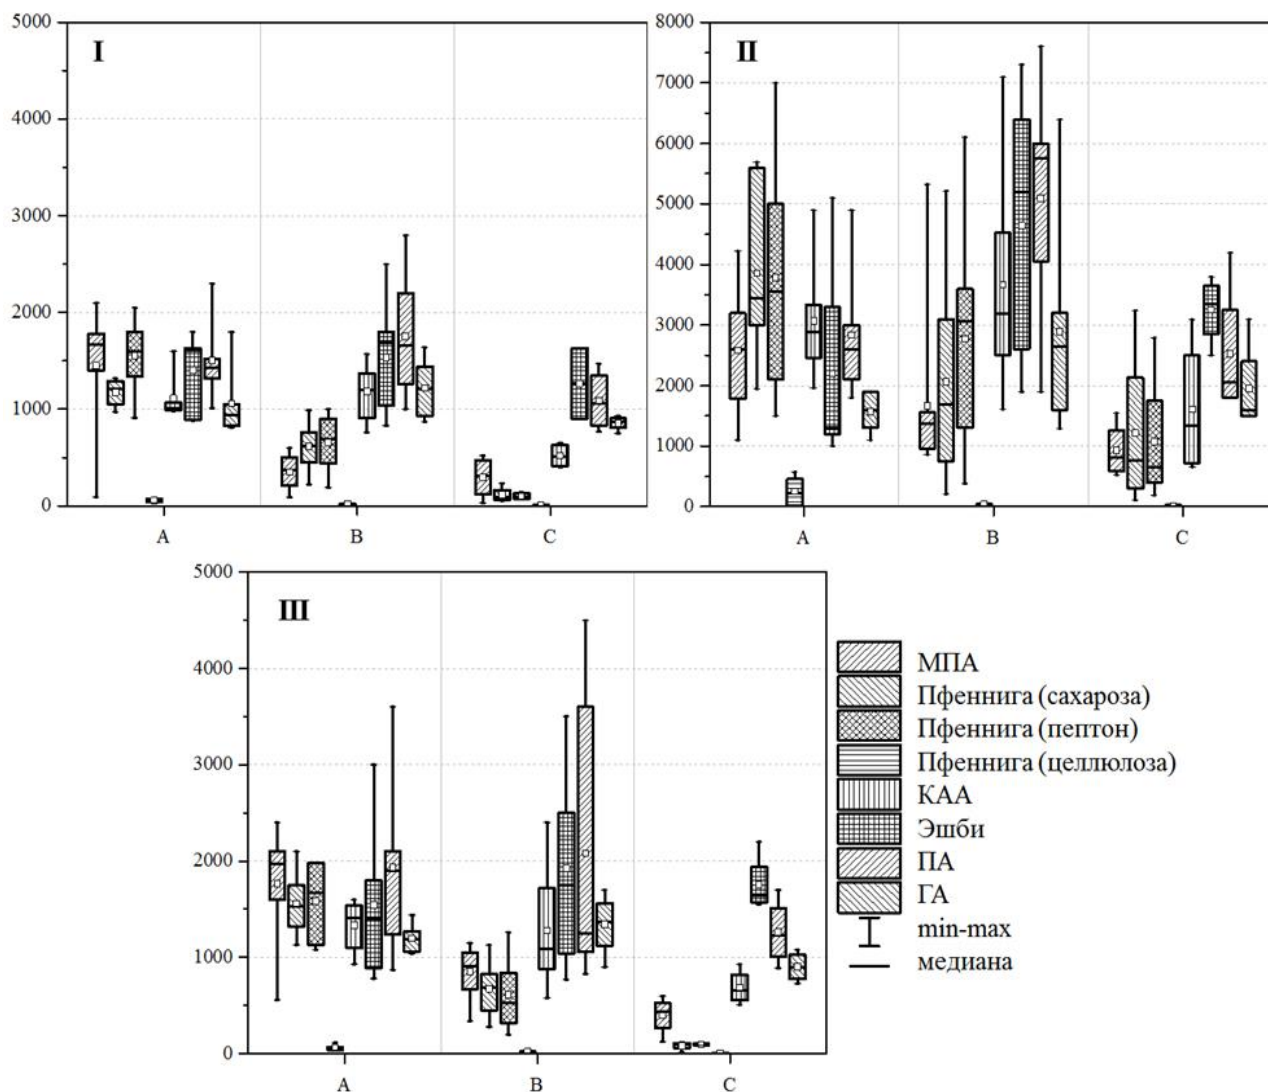 I
5000
4000
3000
2000
1000
0
A
B
C
II
8000
7000
6000
5000
4000
3000
2000
1000
0
A
B
C
III
5000
4000
3000
2000
1000
0
A
B
C
МПА
Пфеннига (сахароза)
Пфеннига (пептон)
Пфеннига (целлюлоза)
КАА
Эшби
ПА
ГА
min-max
медиана